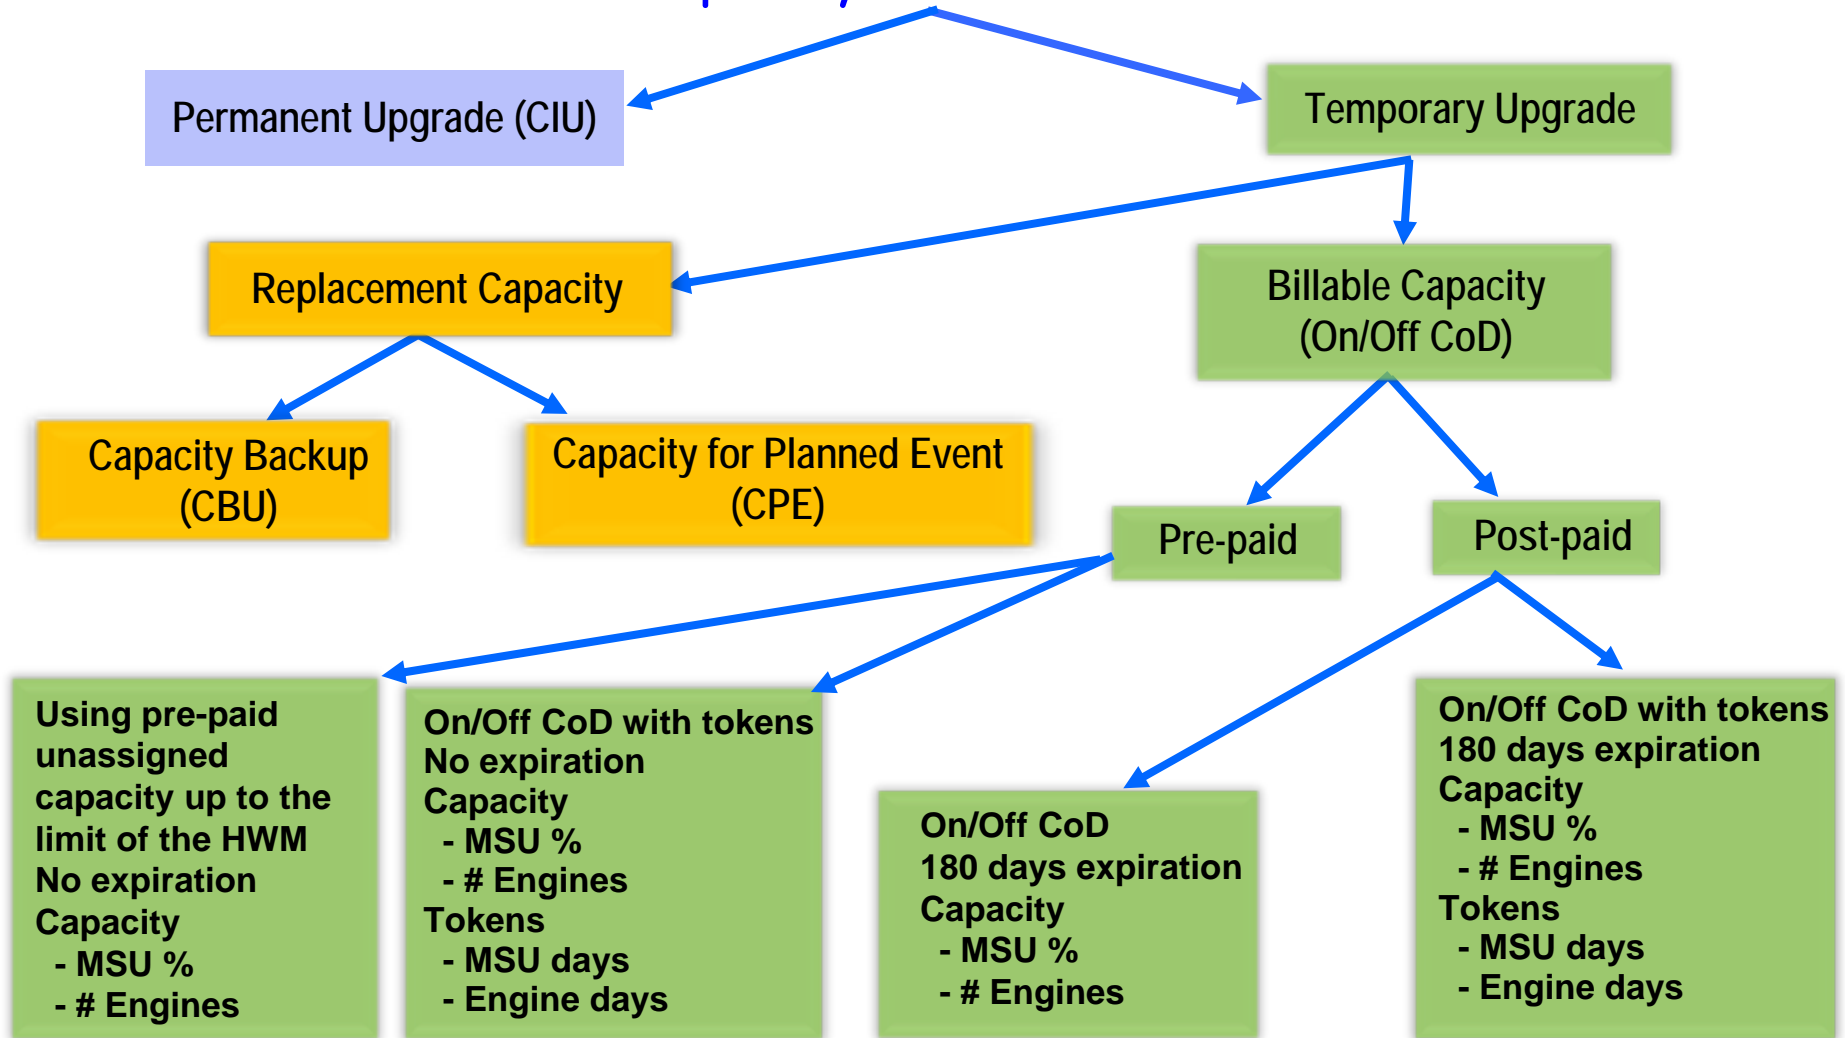 Permanent Upgrade (CIU)
Temporary Upgrade
Replacement Capacity
Billable Capacity
(On/Off CoD)
Capacity Backup
(CBU)
Capacity for Planned Event
(CPE)
Pre-paid
Post-paid
Using pre-paid
unassigned
capacity up to the
limit of the HWM
No expiration
Capacity
- MSU %
- # Engines
On/Off CoD with tokens
No expiration
Capacity
- MSU %
- # Engines
Tokens
- MSU days
- Engine days
On/Off CoD
180 days expiration
Capacity
- MSU %
- # Engines
On/Off CoD with tokens
180 days expiration
Capacity
- MSU %
- # Engines
Tokens
- MSU days
- Engine days